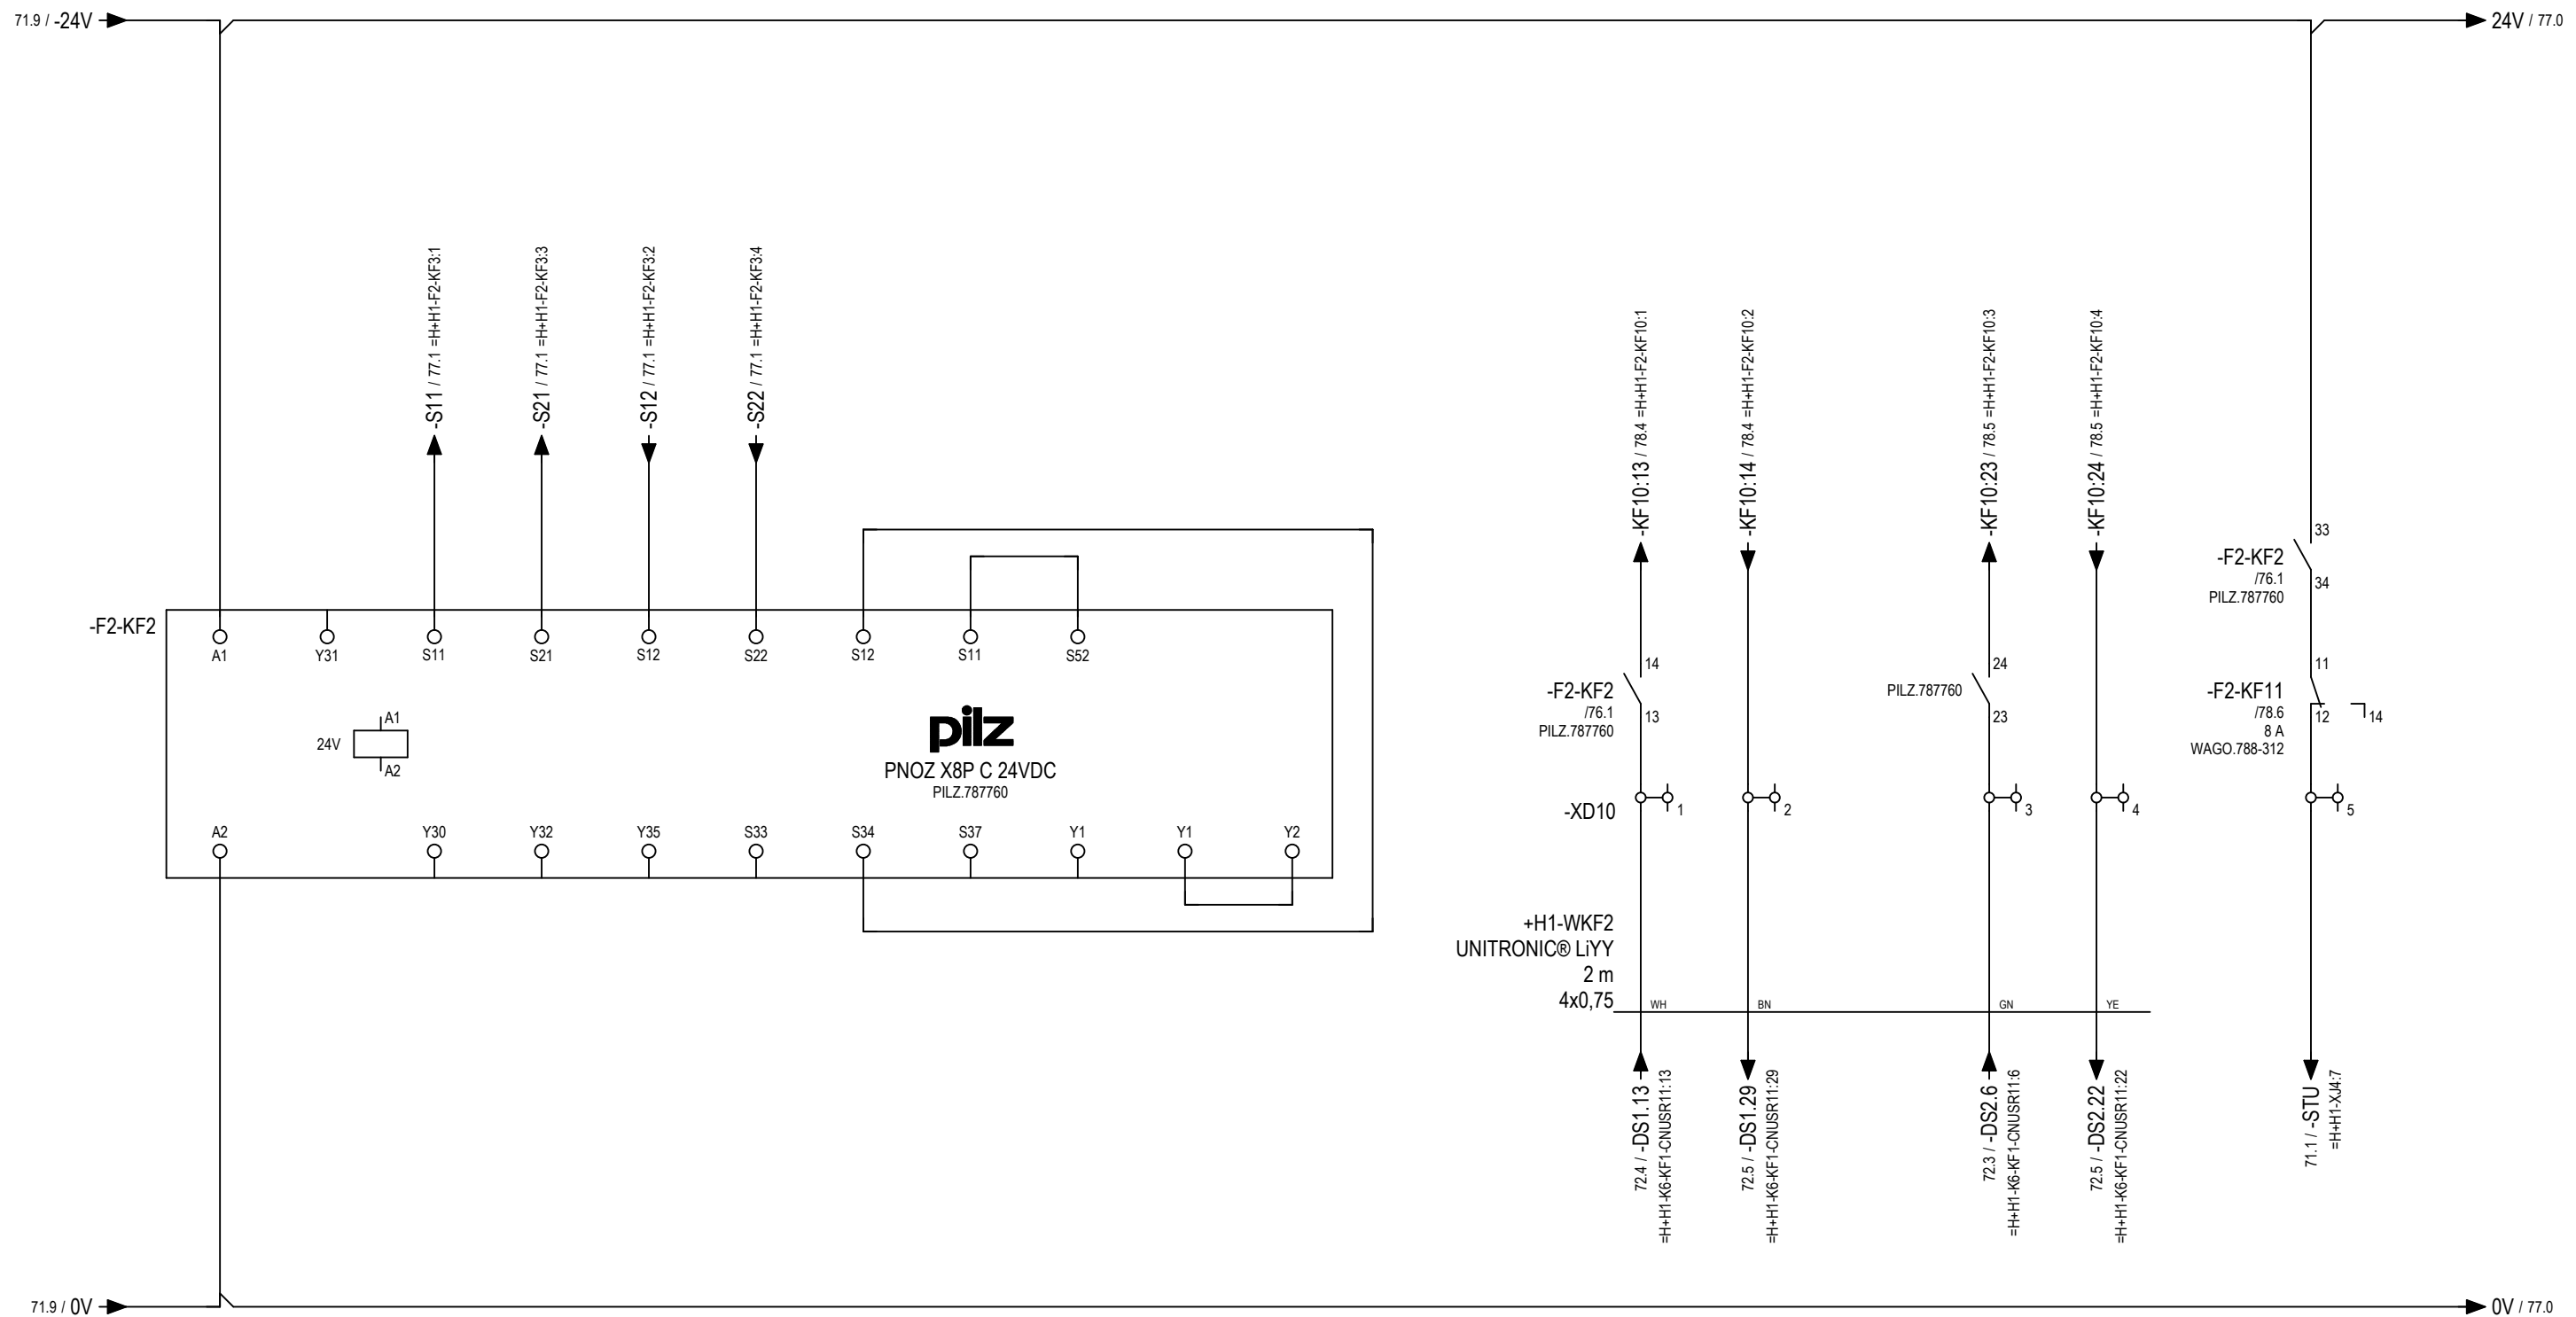 71.9 / -24V
24V / 77.0
-S11 / 77.1 =H+H1-F2-KF3:1
-S21 / 77.1 =H+H1-F2-KF3:3
-S12 / 77.1 =H+H1-F2-KF3:2
-S22 / 77.1 =H+H1-F2-KF3:4
-KF10:13 / 78.4 =H+H1-F2-KF10:1
-KF10:14 / 78.4 =H+H1-F2-KF10:2
-KF10:23 / 78.5 =H+H1-F2-KF10:3
-KF10:24 / 78.5 =H+H1-F2-KF10:4
-F2-KF2
A1
Y31
S11
S21
S12
S22
S12
S11
S52
24V
A1
A2
pilz
PNOZ X8P C 24VDC
PILZ.787760
A2
Y30
Y32
Y35
S33
S34
S37
Y1
Y1
Y2
-F2-KF2
/76.1
PILZ.787760
14
13
PILZ.787760
24
23
-F2-KF2
/76.1
PILZ.787760
33
34
-F2-KF11
/78.6
8 A
WAGO.788-312
11
12
14
-XD10
1
2
3
4
5
+H1-WKF2
UNITRONIC® LiYY
2 m
4x0,75
WH
BN
GN
YE
72.4 / -DS1.13
=H+H1-K6-KF1-CNUSR11:13
72.5 / -DS1.29
=H+H1-K6-KF1-CNUSR11:29
72.3 / -DS2.6
=H+H1-K6-KF1-CNUSR11:6
72.5 / -DS2.22
=H+H1-K6-KF1-CNUSR11:22
71.1 / -STU
=H+H1-XJ4:7
71.9 / 0V
0V / 77.0